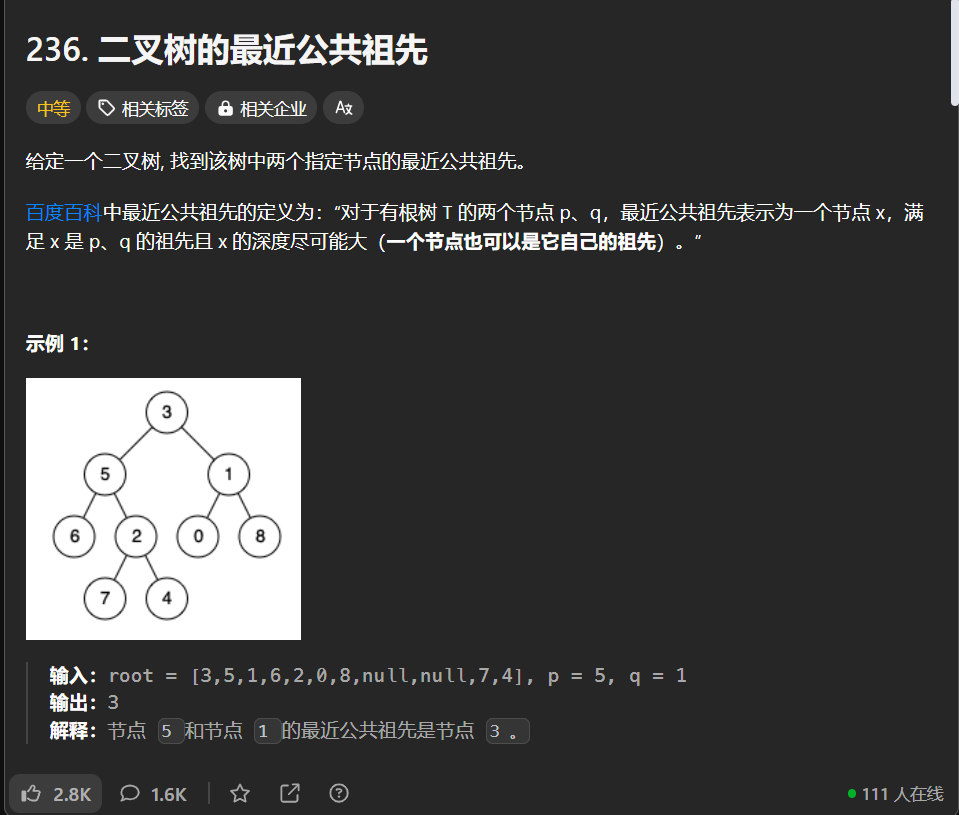 236. 二叉树的最近公共祖先
中等 相关标签 相关企业 A文
给定一个二叉树, 找到该树中两个指定节点的最近公共祖先。
百度百科中最近公共祖先的定义为：“对于有根树 T 的两个节点 p、q，最近公共祖先表示为一个节点 x，满
足 x 是 p、q 的祖先且 x 的深度尽可能大（一个节点也可以是它自己的祖先）。”
示例 1：
3
5 1
6 2 0 8
7 4
输入：root = [3,5,1,6,2,0,8,null,null,7,4], p = 5, q = 1
输出：3
解释：节点 5 和节点 1 的最近公共祖先是节点 3 。
2.8K 1.6K 111 人在线